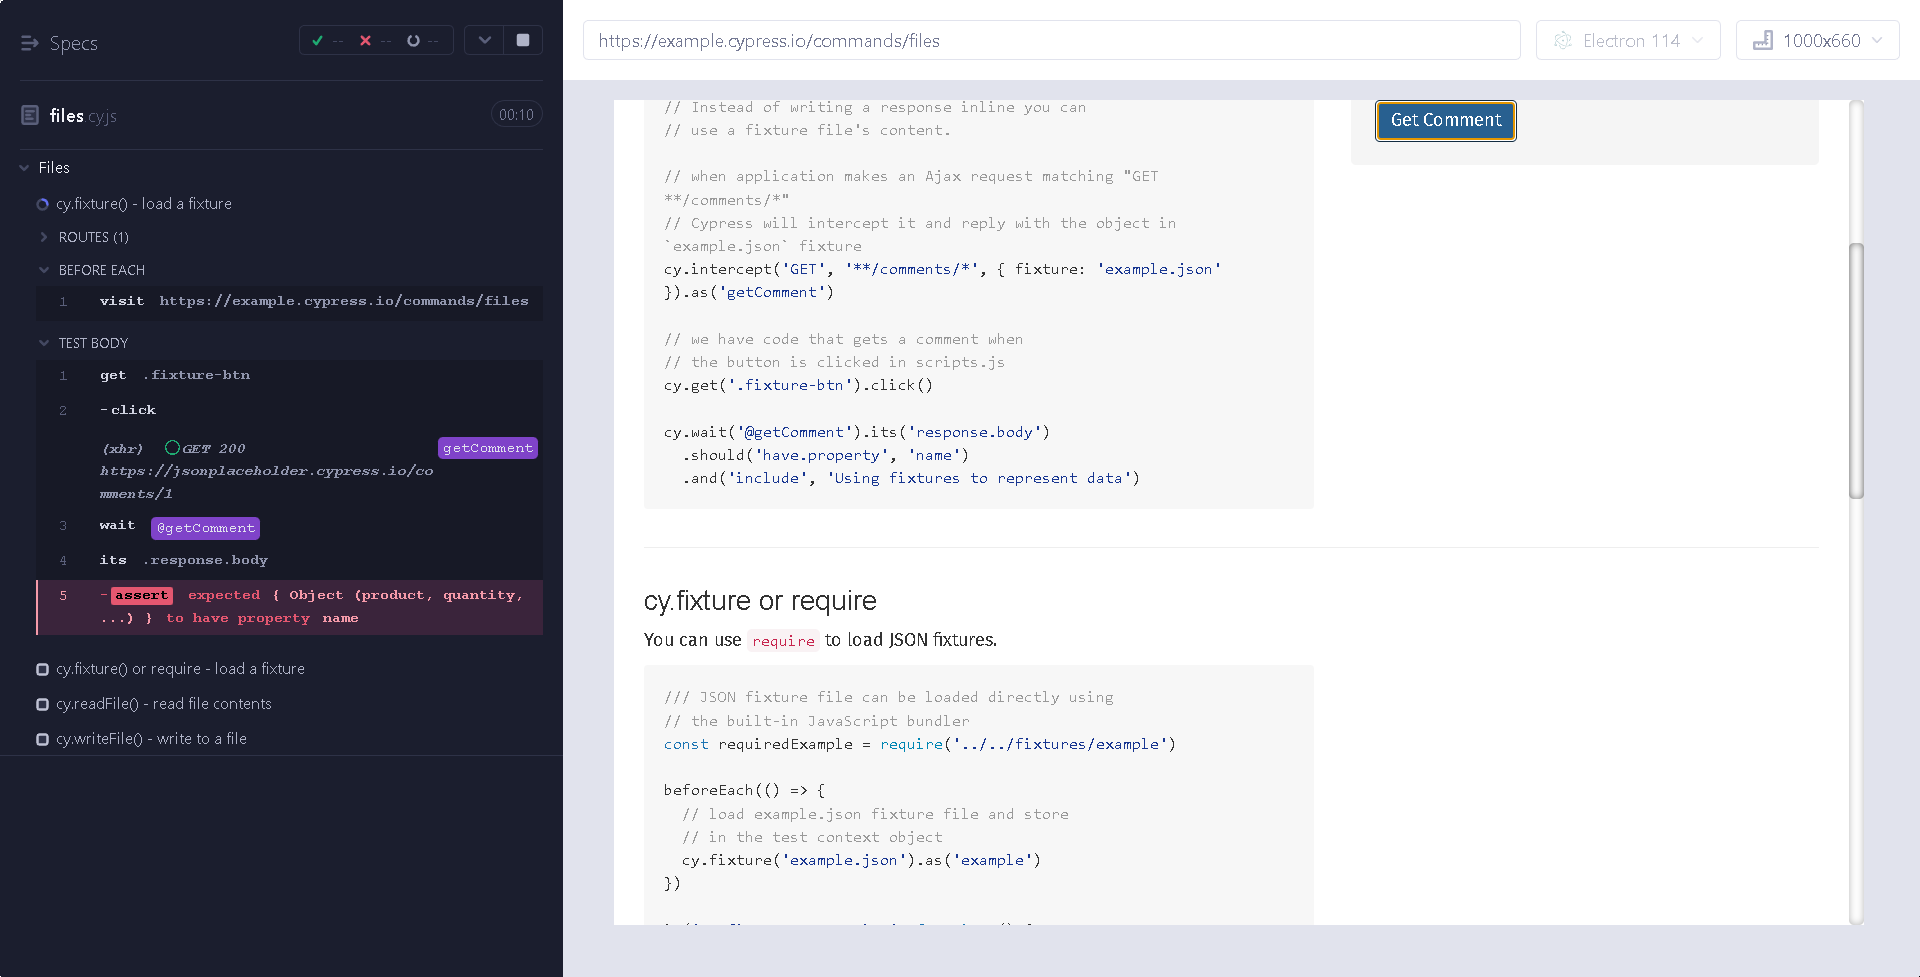 Specs
--
--
--
files.cy.js
00:10
Files
cy.fixture() - load a fixture
ROUTES (1)
BEFORE EACH
1 visit https://example.cypress.io/commands/files
TEST BODY
1 get .fixture-btn
2 -click
(xhr) GET 200 getComment
https://jsonplaceholder.cypress.io/co
mments/1
3 wait @getComment
4 its .response.body
5 -assert expected { Object (product, quantity,
...) } to have property name
cy.fixture() or require - load a fixture
cy.readFile() - read file contents
cy.writeFile() - write to a file
https://example.cypress.io/commands/files
Electron 114
1000x660
// Instead of writing a response inline you can
// use a fixture file's content.
// when application makes an Ajax request matching "GET
**/comments/*"
// Cypress will intercept it and reply with the object in
`example.json` fixture
cy.intercept('GET', '**/comments/*', { fixture: 'example.json'
}).as('getComment')
// we have code that gets a comment when
// the button is clicked in scripts.js
cy.get('.fixture-btn').click()
cy.wait('@getComment').its('response.body')
.should('have.property', 'name')
.and('include', 'Using fixtures to represent data')
Get Comment
cy.fixture or require
You can use require to load JSON fixtures.
/// JSON fixture file can be loaded directly using
// the built-in JavaScript bundler
const requiredExample = require('../../fixtures/example')
beforeEach(() => {
// load example.json fixture file and store
// in the test context object
cy.fixture('example.json').as('example')
})